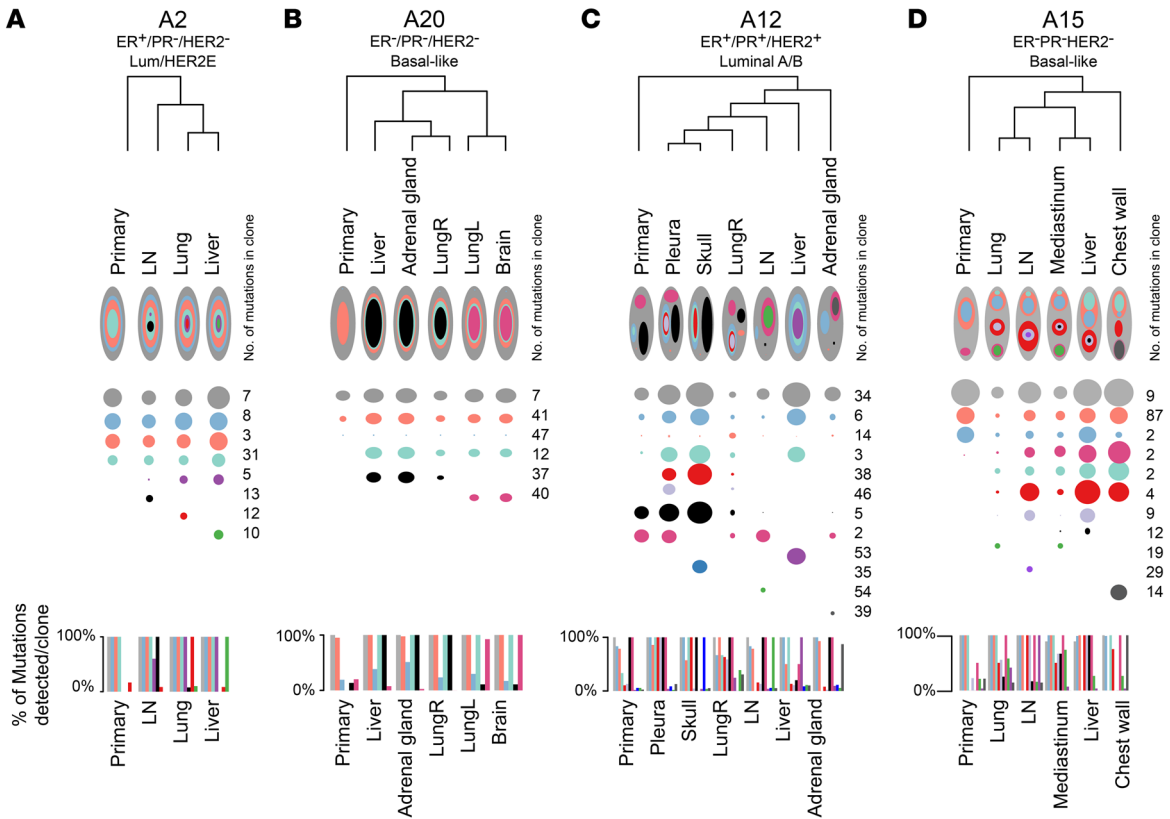 A
A2
ER⁺/PR⁻/HER2⁻
Lum/HER2E
Primary
LN
Lung
Liver
No. of mutations in clone
7
8
3
31
5
13
12
10
B
A20
ER⁻/PR⁻/HER2⁻
Basal-like
Primary
Liver
Adrenal gland
LungR
LungL
Brain
No. of mutations in clone
7
41
47
12
37
40
C
A12
ER⁺/PR⁺/HER2⁺
Luminal A/B
Primary
Pleura
Skull
LungR
LN
Liver
Adrenal gland
No. of mutations in clone
34
6
14
3
38
46
5
2
53
35
54
39
D
A15
ER⁻PR⁻HER2⁻
Basal-like
Primary
Lung
LN
Mediastinum
Liver
Chest wall
No. of mutations in clone
9
87
2
2
2
4
9
12
19
29
14
% of Mutations
detected/clone
100%
0%
Primary
LN
Lung
Liver
100%
0%
Primary
Liver
Adrenal gland
LungR
LungL
Brain
100%
0%
Primary
Pleura
Skull
LungR
LN
Liver
Adrenal gland
100%
0%
Primary
Lung
LN
Mediastinum
Liver
Chest wall